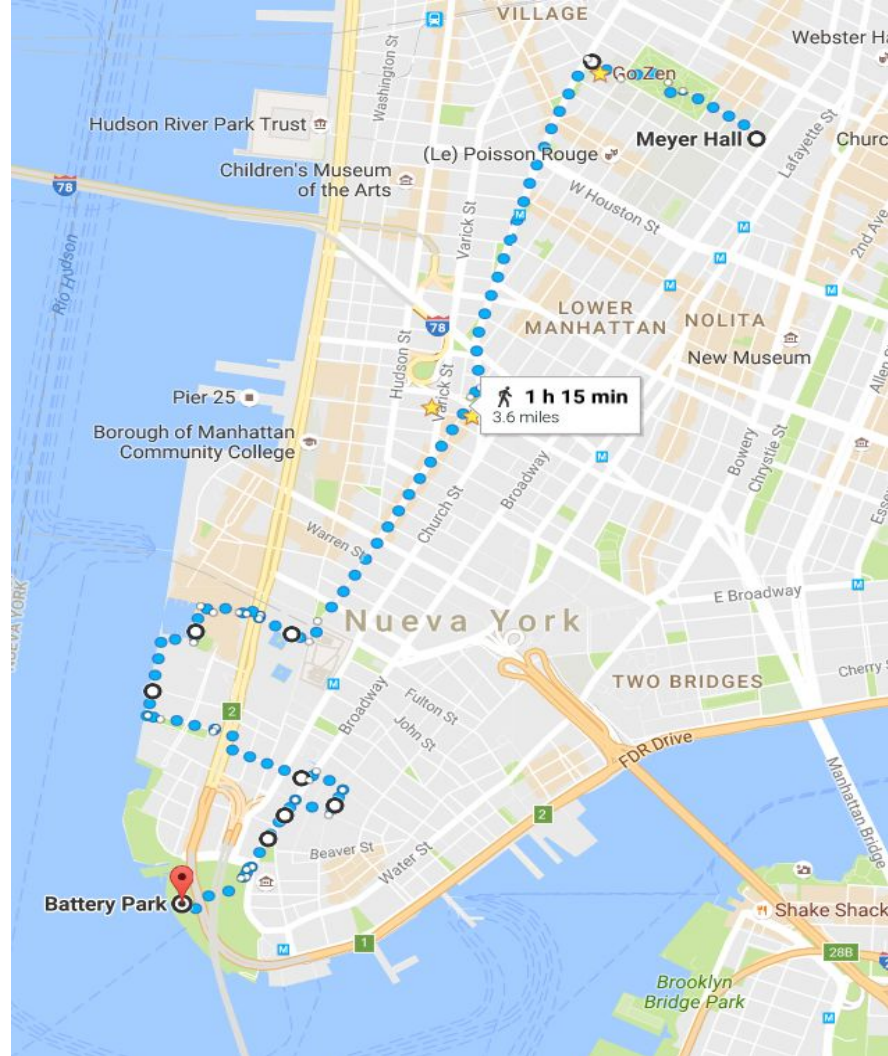 VILLAGE
Webster Ha
Washington St
Go Zen
Hudson River Park Trust
Meyer Hall
Lafayette St
Churc
(Le) Poisson Rouge
Children's Museum
of the Arts
78
Varick St
W Houston St
2nd Ave
Río Hudson
M
M
M
M
LOWER
MANHATTAN
NOLITA
78
Hudson St
New Museum
Allen S
Varick St
1 h 15 min
3.6 miles
Pier 25
Borough of Manhattan
Community College
Bowery
Chrystie St
Broadway
M
Church St
Esse
Warren St
NUEVA YORK
E Broadway
M
Nueva York
TWO BRIDGES
Cherry S
M
2
Broadway
Fulton St
John St
FDR Drive
Manhattan Bridge
2
Beaver St
Water St
Battery Park
Shake Shack
1
M
28B
Brooklyn
Bridge Park
M